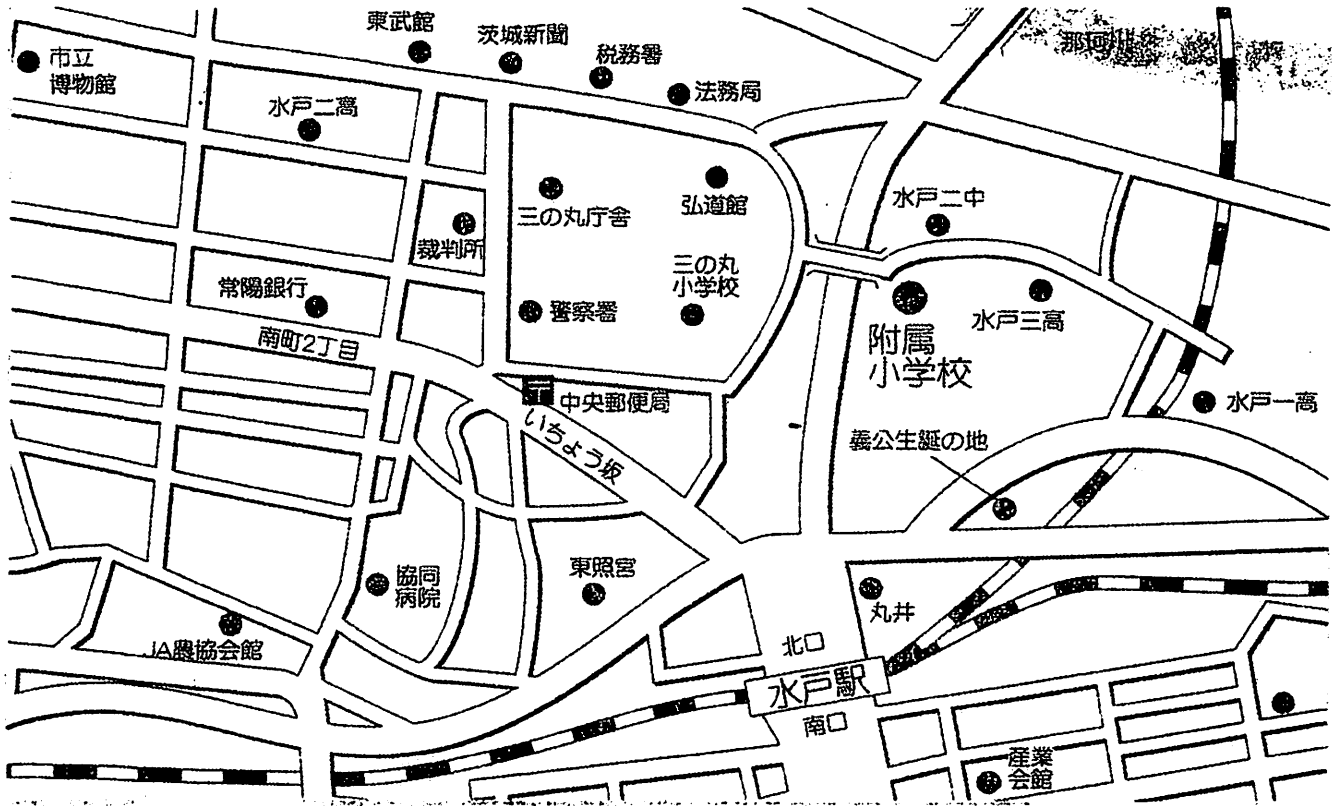 東武館
茨城新聞
税務署
法務局
市立
博物館
水戸二高
三の丸庁舎
弘道館
水戸二中
裁判所
三の丸
小学校
常陽銀行
警察署
水戸三高
南町2丁目
附属
小学校
中央郵便局
水戸一高
いちょう坂
義公生誕の地
協同
病院
東照宮
丸井
JA農協会館
北口
水戸駅
南口
産業
会館